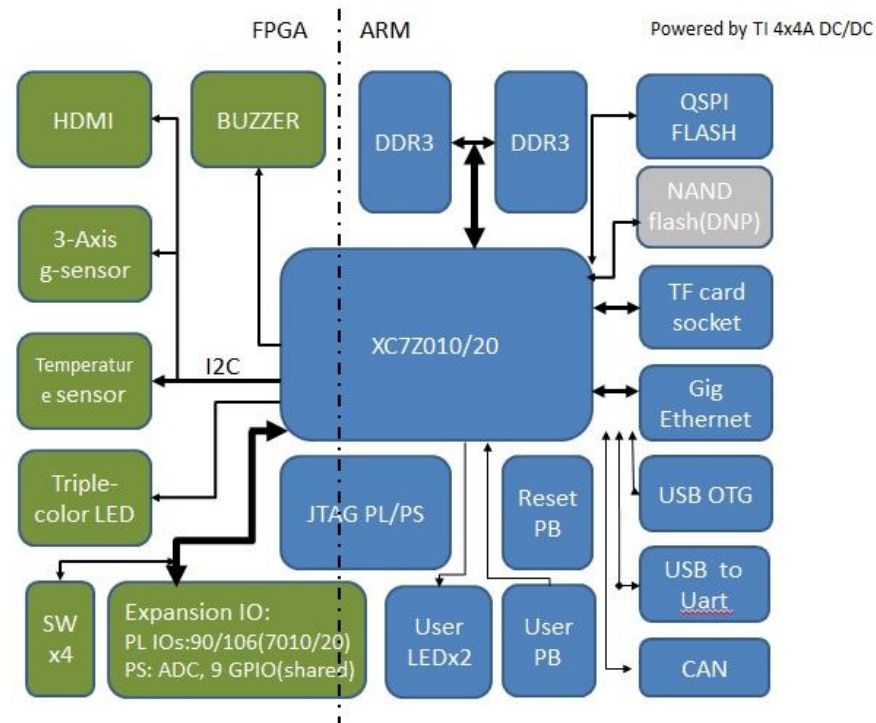 FPGA
ARM
Powered by TI 4x4A DC/DC
HDMI
BUZZER
DDR3
DDR3
QSPI
FLASH
NAND
flash(DNP)
3-Axis
g-sensor
TF card
socket
XC7Z010/20
Temperatur
e sensor
I2C
Gig
Ethernet
Triple-
color LED
JTAG PL/PS
Reset
PB
USB OTG
USB to
Uart
SW
x4
Expansion IO:
PL IOs:90/106(7010/20)
PS: ADC, 9 GPIO(shared)
User
LEDx2
User
PB
CAN